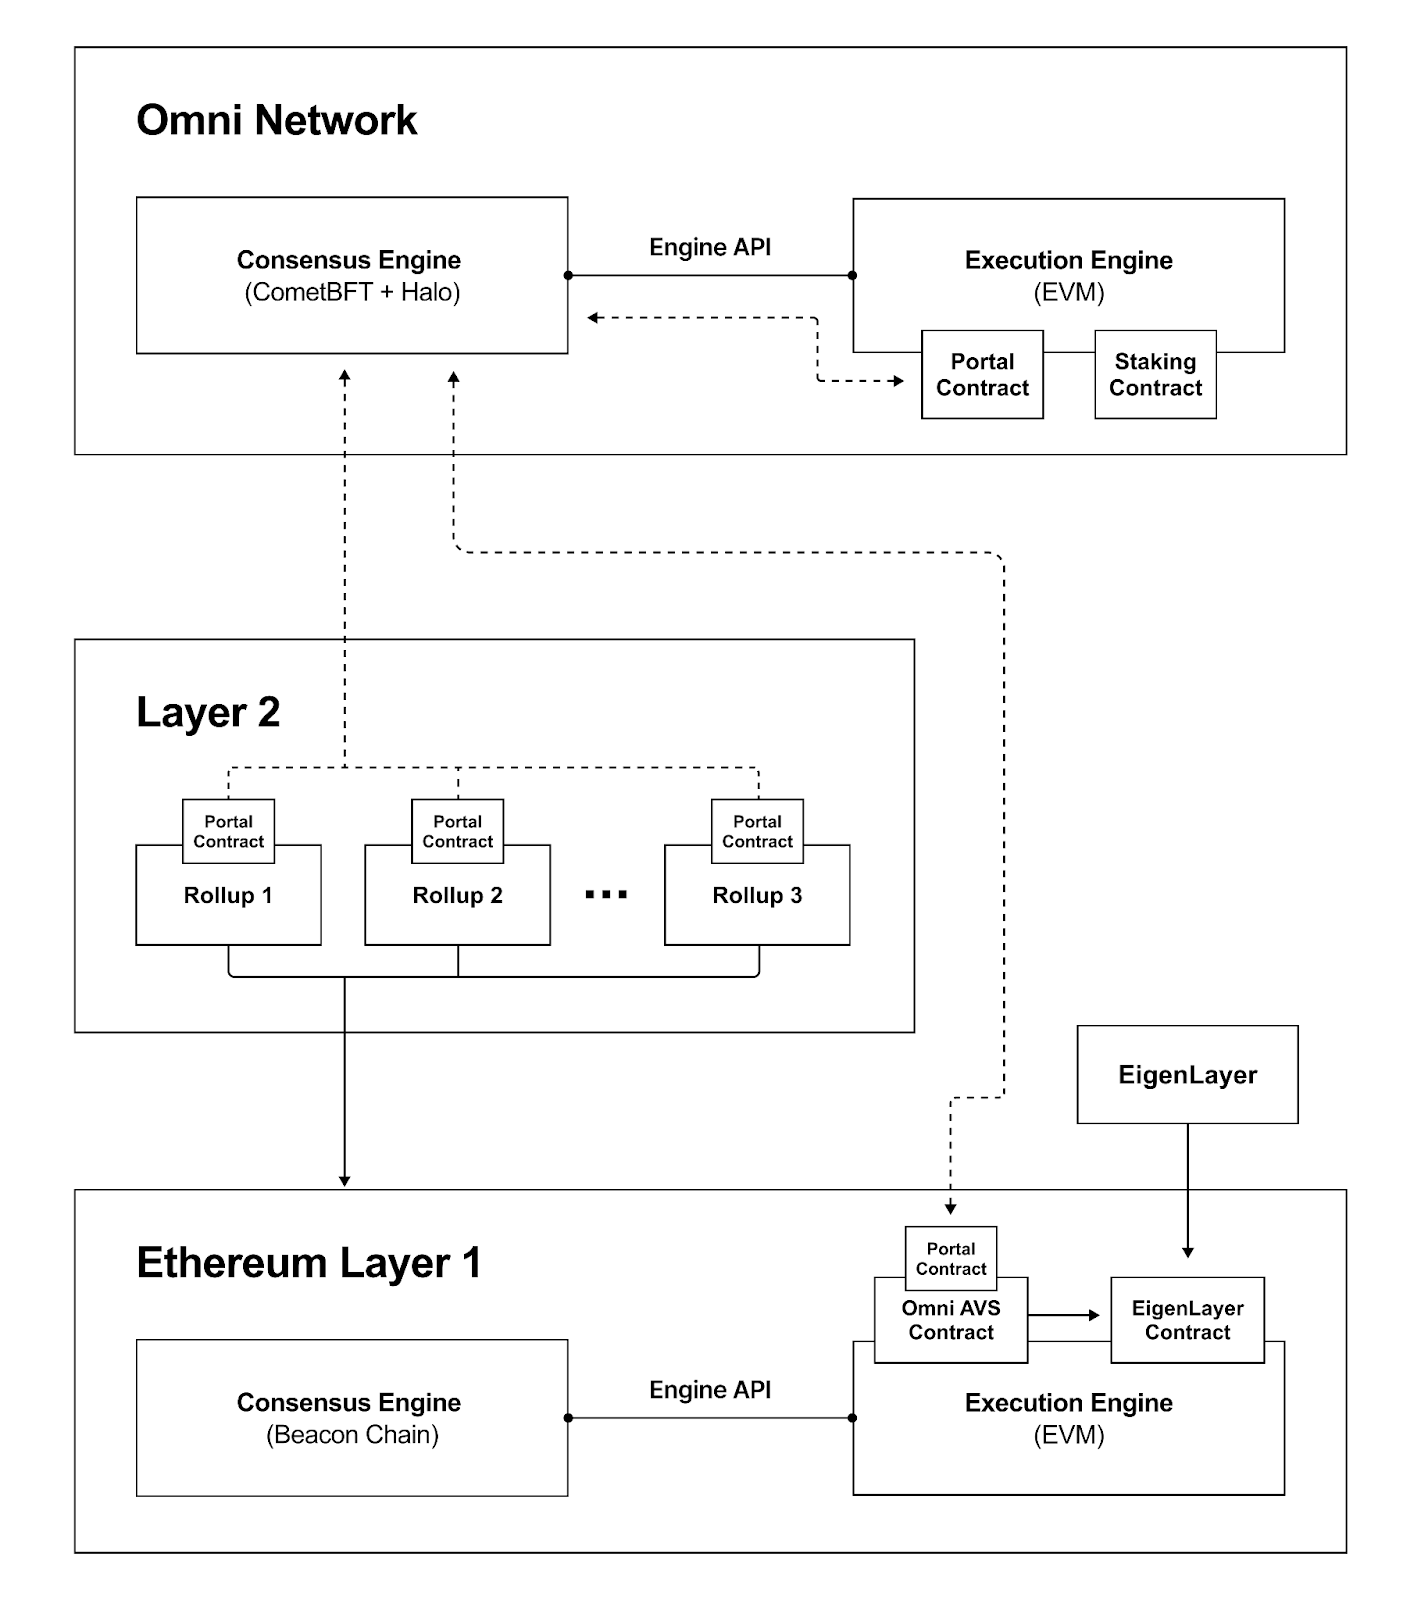 Omni Network
Consensus Engine
(CometBFT + Halo)
Engine API
Execution Engine
(EVM)
Portal
Contract
Staking
Contract
Layer 2
Portal
Contract
Rollup 1
Portal
Contract
Rollup 2
...
Portal
Contract
Rollup 3
EigenLayer
Ethereum Layer 1
Portal
Contract
Omni AVS
Contract
EigenLayer
Contract
Consensus Engine
(Beacon Chain)
Engine API
Execution Engine
(EVM)